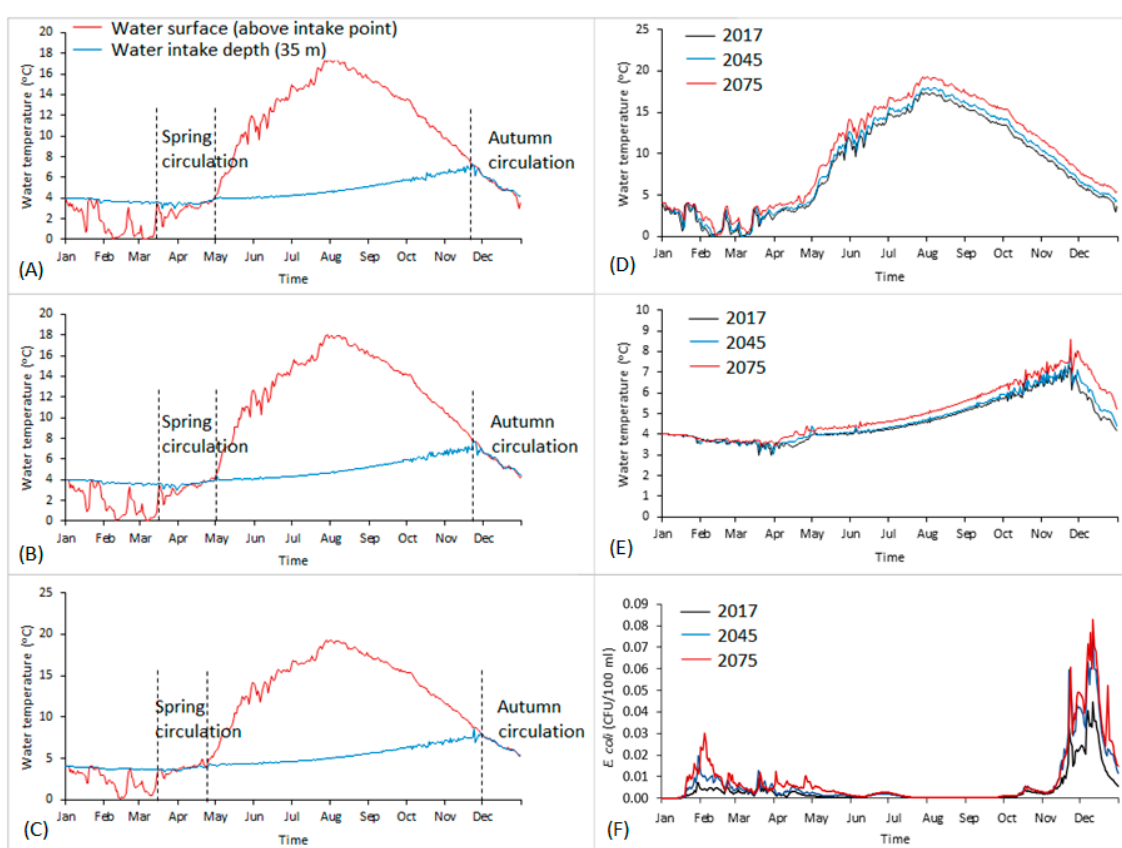 Water surface (above intake point)
Water intake depth (35 m)
Water temperature (°C)
20
18
16
14
12
10
8
6
4
2
0
Spring
circulation
Autumn
circulation
Jan Feb Mar Apr May Jun Jul Aug Sep Oct Nov Dec
Time
(A)
Water temperature (°C)
20
18
16
14
12
10
8
6
4
2
0
Spring
circulation
Autumn
circulation
Jan Feb Mar Apr May Jun Jul Aug Sep Oct Nov Dec
Time
(B)
Water temperature (°C)
25
20
15
10
5
0
Spring
circulation
Autumn
circulation
Jan Feb Mar Apr May Jun Jul Aug Sep Oct Nov Dec
Time
(C)
2017
2045
2075
Water temperature (°C)
25
20
15
10
5
0
Jan Feb Mar Apr May Jun Jul Aug Sep Oct Nov Dec
Time
(D)
2017
2045
2075
Water temperature (°C)
10
9
8
7
6
5
4
3
2
1
0
Jan Feb Mar Apr May Jun Jul Aug Sep Oct Nov Dec
Time
(E)
2017
2045
2075
E. coli (CFU/100 ml)
0.09
0.08
0.07
0.06
0.05
0.04
0.03
0.02
0.01
0.00
Jan Feb Mar Apr May Jun Jul Aug Sep Oct Nov Dec
Time
(F)